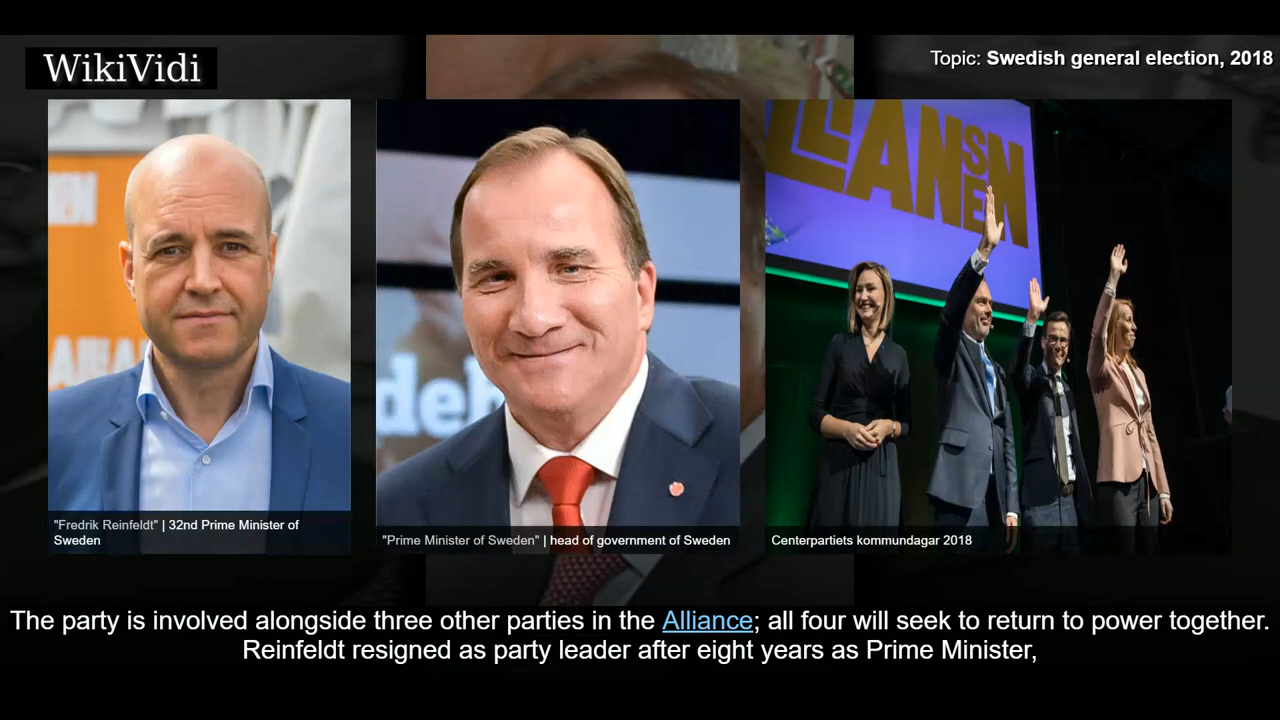 WikiVidi
Topic: Swedish general election, 2018
ALLIANSEN
deb
"Fredrik Reinfeldt" | 32nd Prime Minister of
Sweden
"Prime Minister of Sweden" | head of government of Sweden
Centerpartiets kommundagar 2018
The party is involved alongside three other parties in the Alliance; all four will seek to return to power together.
Reinfeldt resigned as party leader after eight years as Prime Minister,